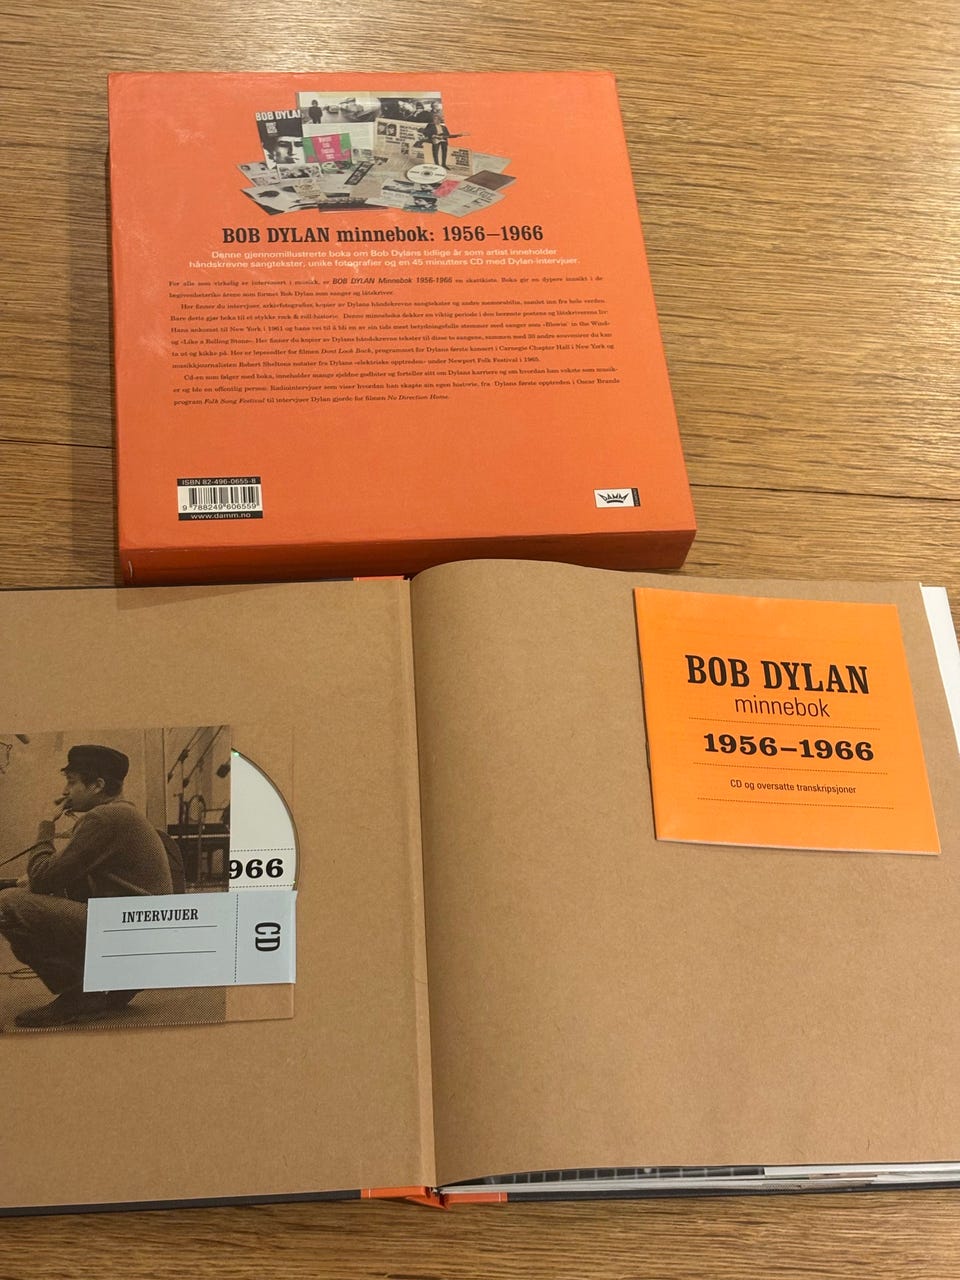 BOB DYLAN
BOB DYLAN minnebok: 1956–1966
Denne gjennomillustrerte boka om Bob Dylans tidlige år som artist inneholder
håndskrevne sangtekster, unike fotografier og en 45 minutters CD med Dylan-intervjuer.
For alle som virkelig er interessert i musikk, er BOB DYLAN Minnebok 1956-1966 en skattkiste. Boka gir en dypere innsikt i de
begivenhetsrike årene som formet Bob Dylan som sanger og låtskriver.
Her finner du intervjuer, arkivfotografier, kopier av Dylans håndskrevne sangtekster og andre memorabilia, samlet inn fra hele verden.
Bare dette gjør boka til et stykke rock & roll-historie. Denne minneboka dekker en viktig periode i den berømte poetens og låtskriverens liv:
Hans ankomst til New York i 1961 og hans vei til å bli en av sin tids mest betydningsfulle stemmer med sanger som «Blowin' in the Wind»
og «Like a Rolling Stone». Her finner du kopier av Dylans håndskrevne tekster til disse to sangene, sammen med 30 andre souvenirer du kan
ta ut og kikke på. Her er løpesedler for filmen Dont Look Back, programmet for Dylans første konsert i Carnegie Chapter Hall i New York og
musikkjournalisten Robert Sheltons notater fra Dylans «elektriske opptreden» under Newport Folk Festival i 1965.
Cd-en som følger med boka, inneholder mange sjeldne godbiter og forteller sitt om Dylans karriere og om hvordan han vokste som musik-
er og ble en offentlig person: Radiointervjuer som viser hvordan han skapte sin egen historie, fra Dylans første opptreden i Oscar Brands
program Folk Song Festival til intervjuer Dylan gjorde for filmen No Direction Home.
ISBN 82-496-0655-8
9 788249 606559
www.damm.no
DAMM
BOB DYLAN
minnebok
1956–1966
CD og oversatte transkripsjoner
966
INTERVJUER
CD